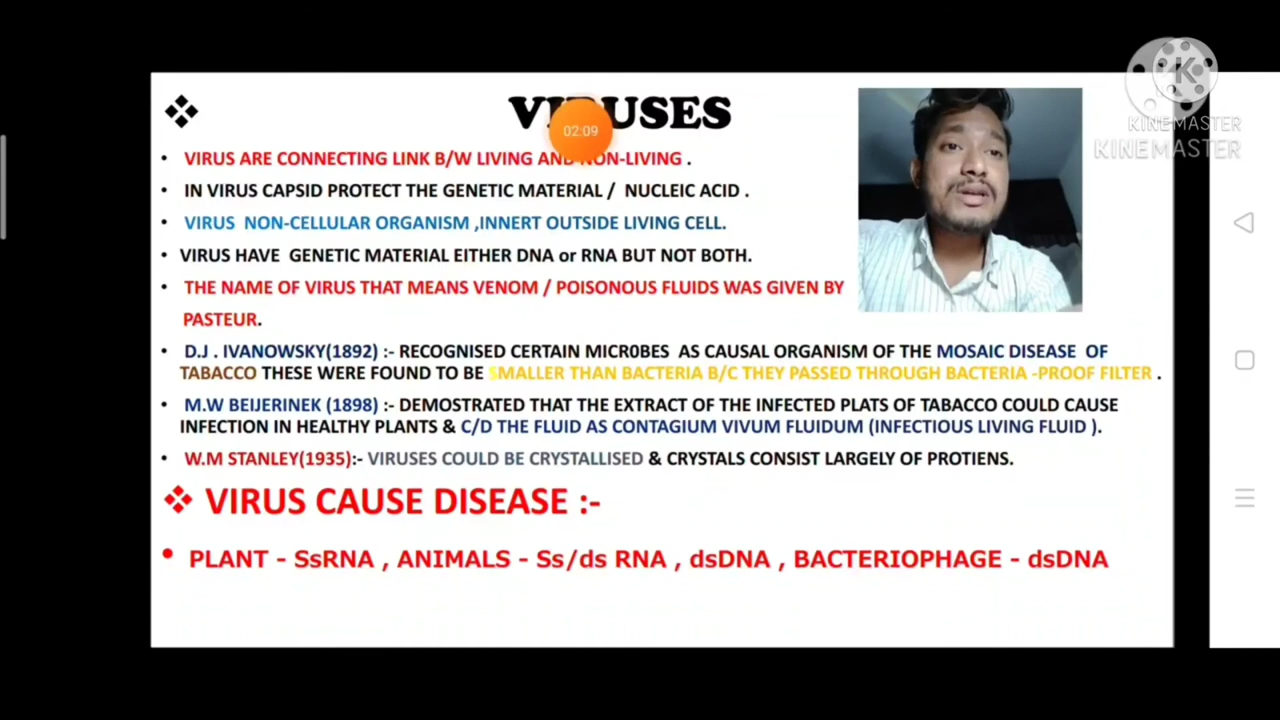 VIRUSES
02:09
K
KINEMASTER
KINEMASTER
• VIRUS ARE CONNECTING LINK B/W LIVING AND NON-LIVING .
• IN VIRUS CAPSID PROTECT THE GENETIC MATERIAL / NUCLEIC ACID .
• VIRUS NON-CELLULAR ORGANISM ,INNERT OUTSIDE LIVING CELL.
• VIRUS HAVE GENETIC MATERIAL EITHER DNA or RNA BUT NOT BOTH.
• THE NAME OF VIRUS THAT MEANS VENOM / POISONOUS FLUIDS WAS GIVEN BY
PASTEUR.
• D.J . IVANOWSKY(1892) :- RECOGNISED CERTAIN MICR0BES AS CAUSAL ORGANISM OF THE MOSAIC DISEASE OF
TABACCO THESE WERE FOUND TO BE SMALLER THAN BACTERIA B/C THEY PASSED THROUGH BACTERIA -PROOF FILTER .
• M.W BEIJERINEK (1898) :- DEMOSTRATED THAT THE EXTRACT OF THE INFECTED PLATS OF TABACCO COULD CAUSE
INFECTION IN HEALTHY PLANTS & C/D THE FLUID AS CONTAGIUM VIVUM FLUIDUM (INFECTIOUS LIVING FLUID ).
• W.M STANLEY(1935):- VIRUSES COULD BE CRYSTALLISED & CRYSTALS CONSIST LARGELY OF PROTIENS.
❖ VIRUS CAUSE DISEASE :-
• PLANT - SsRNA , ANIMALS - Ss/ds RNA , dsDNA , BACTERIOPHAGE - dsDNA